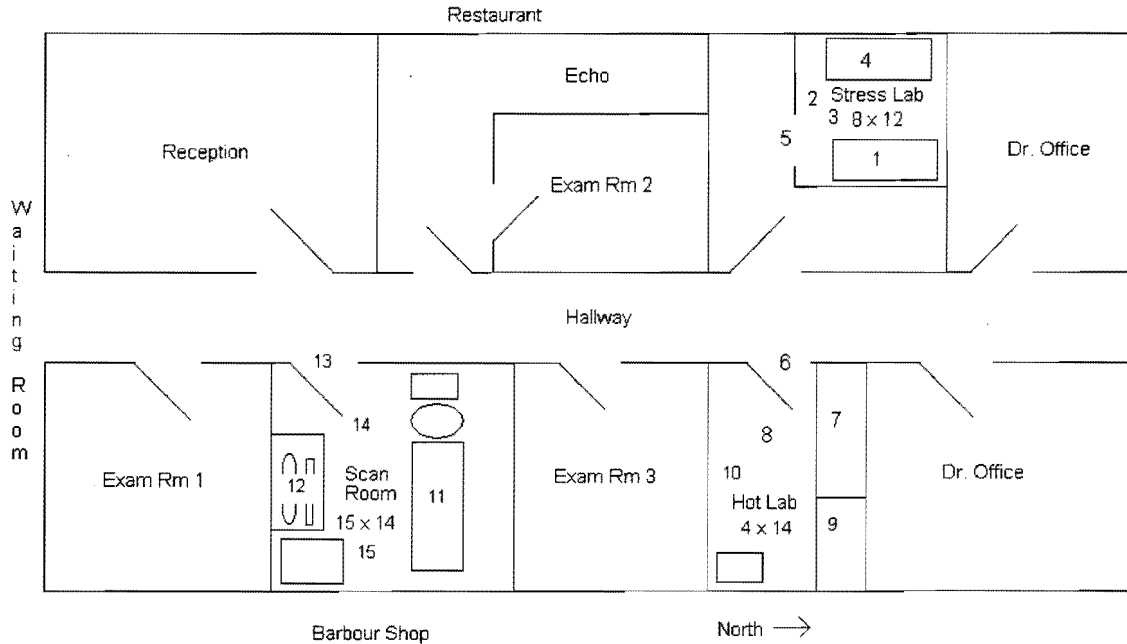 Restaurant
4
Echo
2
Stress Lab
3
8 x 12
5
Reception
1
Dr. Office
Exam Rm 2
Waiting Room
Hallway
13
6
14
7
8
Exam Rm 1
12
Scan
Room
15 x 14
11
Exam Rm 3
10
Hot Lab
4 x 14
9
Dr. Office
15
Barbour Shop
North